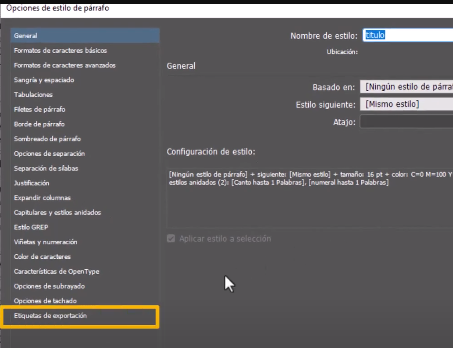 Opciones de estilo de párrafo
General
Formatos de caracteres básicos
Formatos de caracteres avanzados
Sangría y espaciado
Tabulaciones
Filetes de párrafo
Borde de párrafo
Sombreado de párrafo
Opciones de separación
Separación de sílabas
Justificación
Expandir columnas
Capitulares y estilos anidados
Estilo GREP
Viñetas y numeración
Color de caracteres
Características de OpenType
Opciones de subrayado
Opciones de tachado
Etiquetas de exportación
Nombre de estilo: titulo
Ubicación:
General
Basado en: [Ningún estilo de párraf
Estilo siguiente: [Mismo estilo]
Atajo:
Configuración de estilo:
[Ningún estilo de párrafo] + siguiente: [Mismo estilo] + tamaño: 16 pt + color: C=0 M=100 Y
estilos anidados (2): [Canto hasta 1 Palabras], [numeral hasta 1 Palabras]
Aplicar estilo a selección